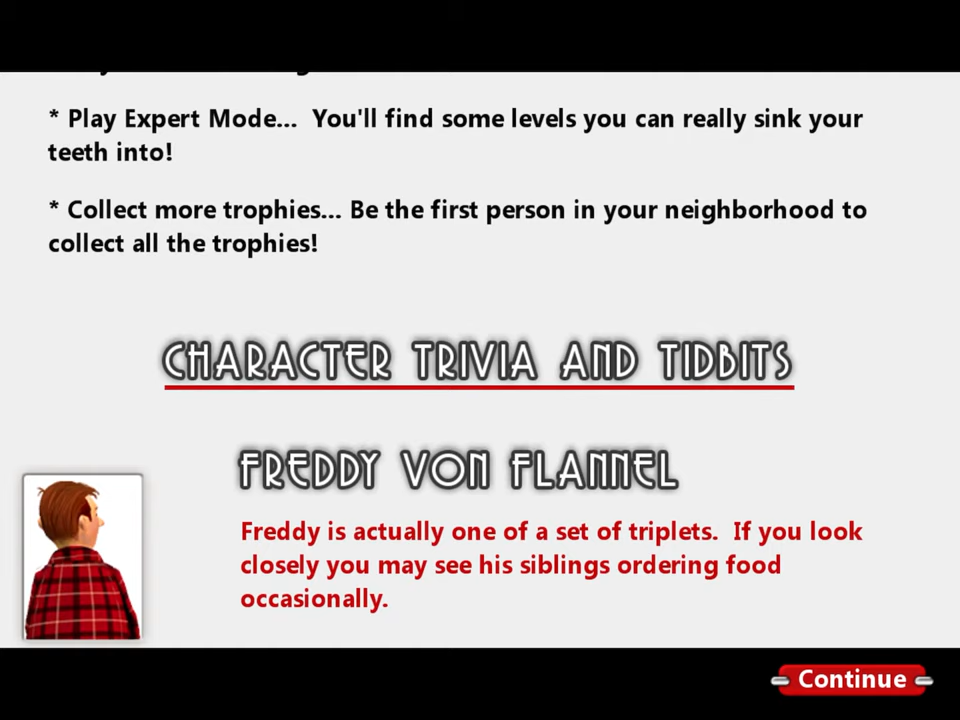 * Play Expert Mode...  You'll find some levels you can really sink your
teeth into!
* Collect more trophies... Be the first person in your neighborhood to
collect all the trophies!
CHARACTER TRIVIA AND TIDBITS
FREDDY VON FLANNEL
Freddy is actually one of a set of triplets.  If you look
closely you may see his siblings ordering food
occasionally.
Continue